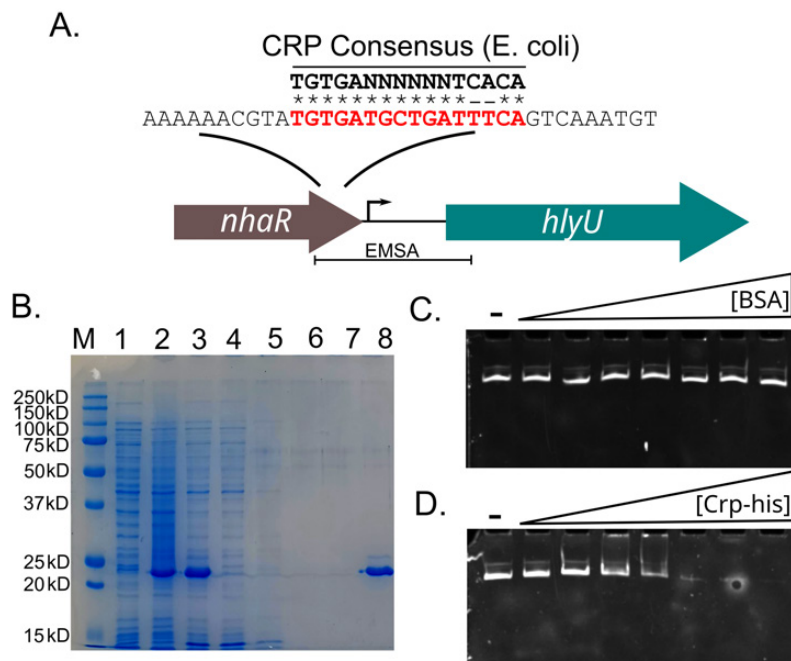 A.
CRP Consensus (E. coli)
TGTGANNNNNNTCACA
************__**
AAAAAACGTATGTGATGCTGATTTCAGTCAAATGT
nhaR
hlyU
EMSA
B.
M 1 2 3 4 5 6 7 8
250kD
150kD
100kD
75kD
50kD
37kD
25kD
20kD
15kD
C.
-
[BSA]
D.
-
[Crp-his]